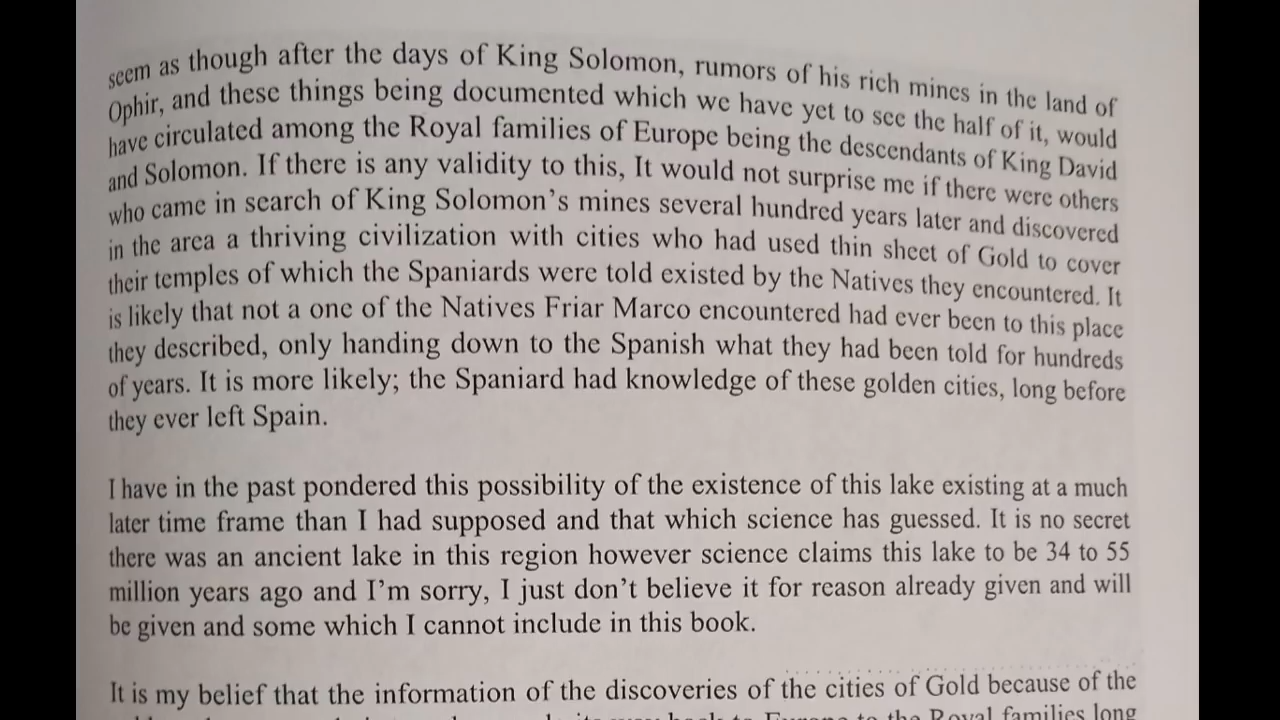 seem as though after the days of King Solomon, rumors of his rich mines in the land of
Ophir, and these things being documented which we have yet to see the half of it, would
have circulated among the Royal families of Europe being the descendants of King David
and Solomon. If there is any validity to this, It would not surprise me if there were others
who came in search of King Solomon's mines several hundred years later and discovered
in the area a thriving civilization with cities who had used thin sheet of Gold to cover
their temples of which the Spaniards were told existed by the Natives they encountered. It
is likely that not a one of the Natives Friar Marco encountered had ever been to this place
they described, only handing down to the Spanish what they had been told for hundreds
of years. It is more likely; the Spaniard had knowledge of these golden cities, long before
they ever left Spain.
I have in the past pondered this possibility of the existence of this lake existing at a much
later time frame than I had supposed and that which science has guessed. It is no secret
there was an ancient lake in this region however science claims this lake to be 34 to 55
million years ago and I'm sorry, I just don't believe it for reason already given and will
be given and some which I cannot include in this book.
It is my belief that the information of the discoveries of the cities of Gold because of the
to Europe to the Royal families long